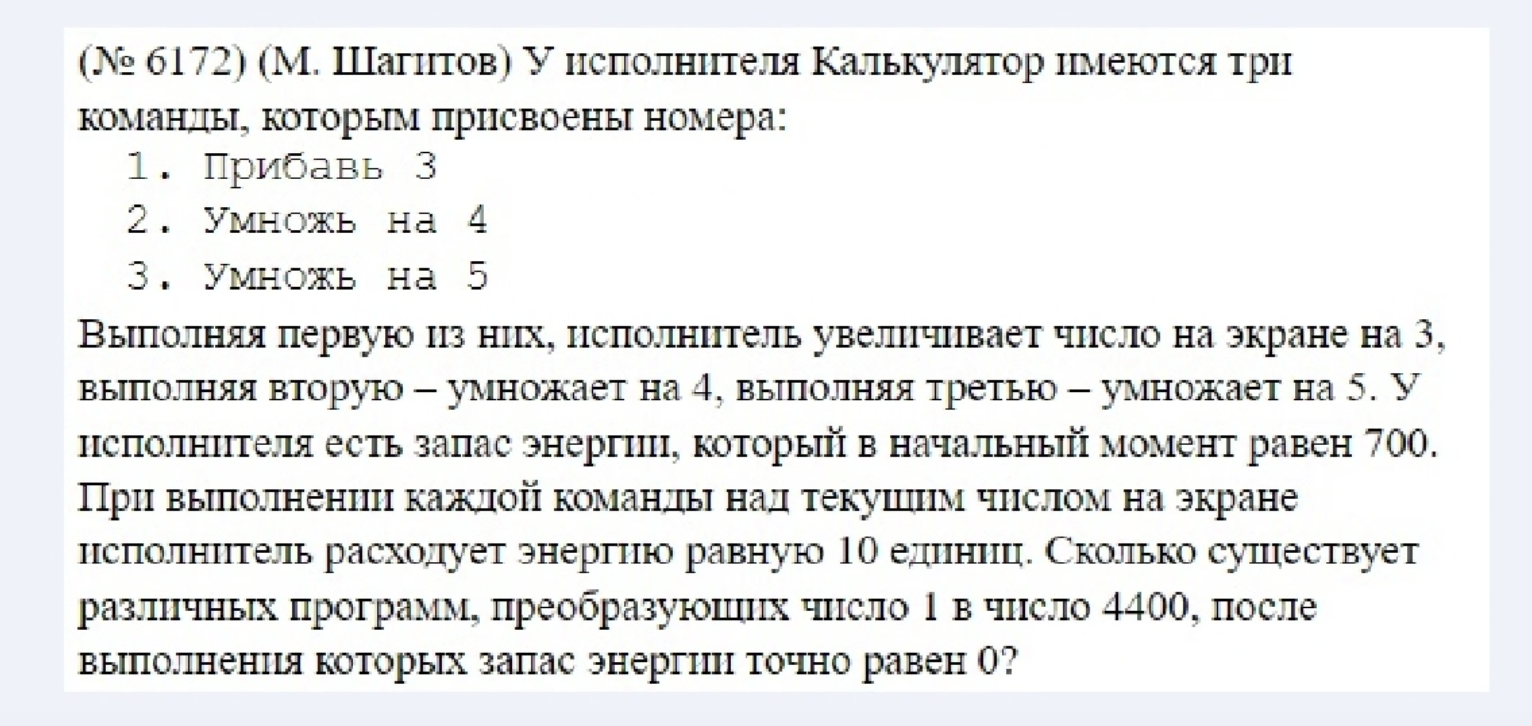 (№ 6172) (М. Шагитов) У исполнителя Калькулятор имеются три
команды, которым присвоены номера:
1. Прибавь 3
2. Умножь на 4
3. Умножь на 5
Выполняя первую из них, исполнитель увеличивает число на экране на 3,
выполняя вторую – умножает на 4, выполняя третью – умножает на 5. У
исполнителя есть запас энергии, который в начальный момент равен 700.
При выполнении каждой команды над текущим числом на экране
исполнитель расходует энергию равную 10 единиц. Сколько существует
различных программ, преобразующих число 1 в число 4400, после
выполнения которых запас энергии точно равен 0?